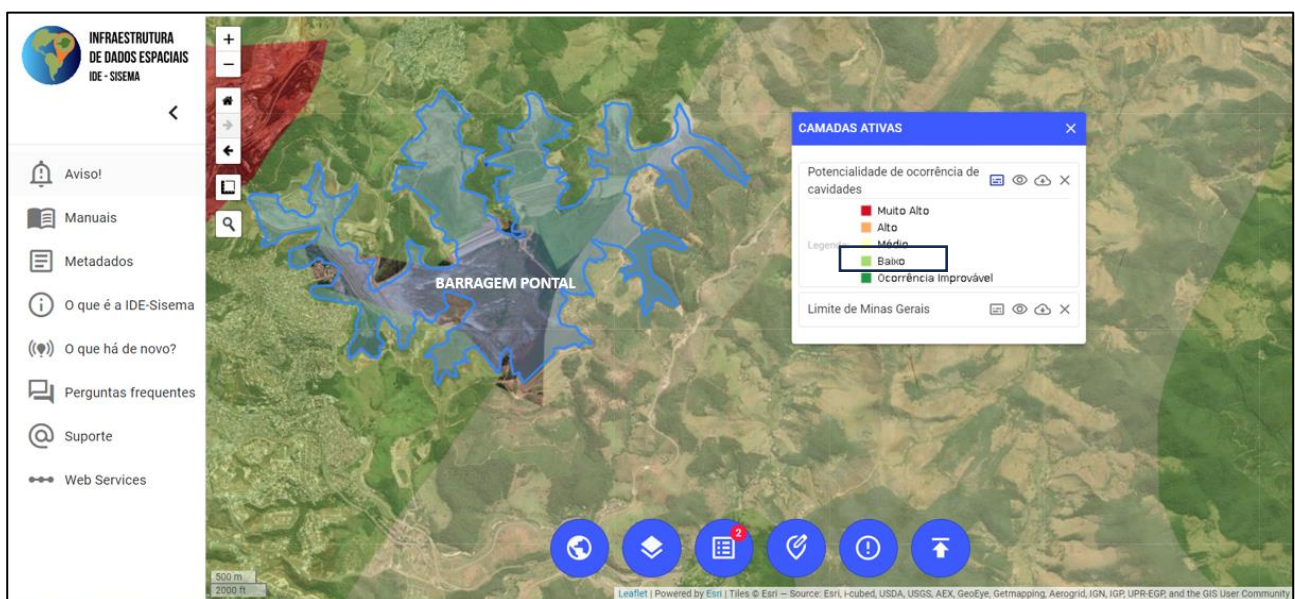 INFRAESTRUTURA
DE DADOS ESPACIAIS
IDE - SISEMA
Aviso!
Manuais
Metadados
O que é a IDE-Sisema
O que há de novo?
Perguntas frequentes
Suporte
Web Services
+
−
BARRAGEM PONTAL
CAMADAS ATIVAS
Potencialidade de ocorrência de
cavidades
Muito Alto
Alto
Legenda: Médio
Baixo
Ocorrência Improvável
Limite de Minas Gerais
2
500 m
2000 ft
Leaflet | Powered by Esri | Tiles © Esri — Source: Esri, i-cubed, USDA, USGS, AEX, GeoEye, Getmapping, Aerogrid, IGN, IGP, UPR-EGP, and the GIS User Community